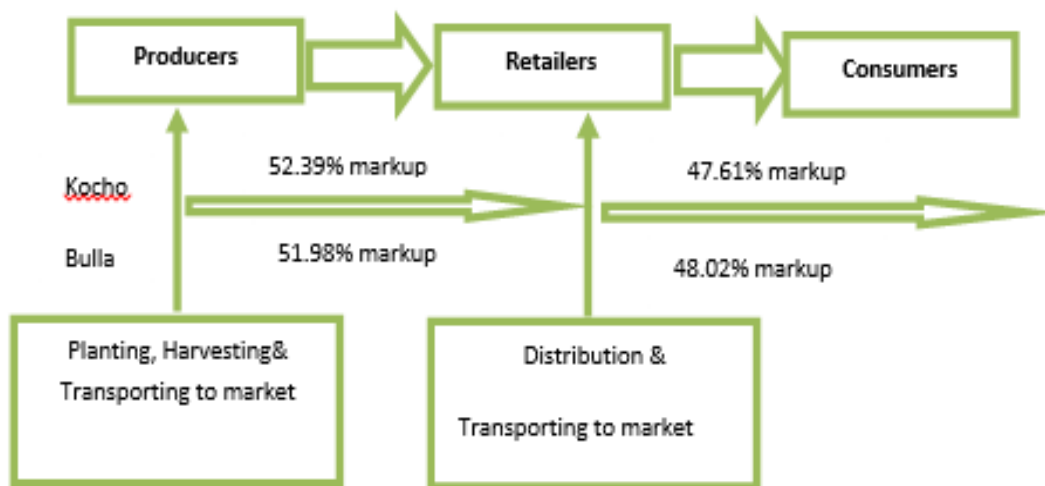 Producers
Retailers
Consumers
Kocho
52.39% markup
47.61% markup
Bulla
51.98% markup
48.02% markup
Planting, Harvesting&
Transporting to market
Distribution &
Transporting to market